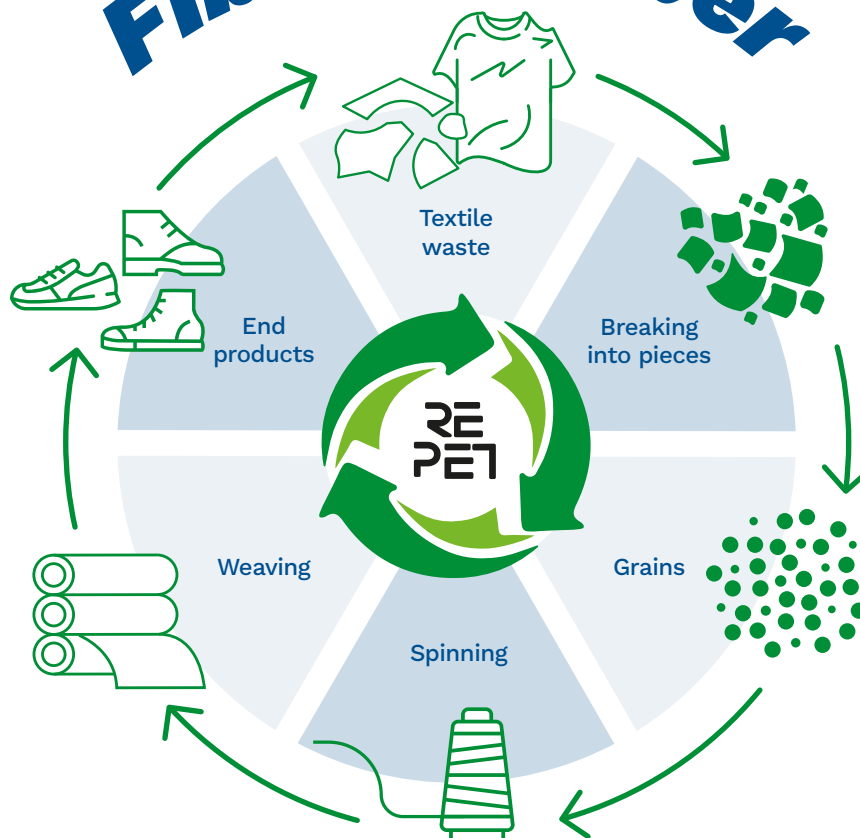 Textile
waste
Breaking
into pieces
Grains
Spinning
Weaving
End
products
RE
PET